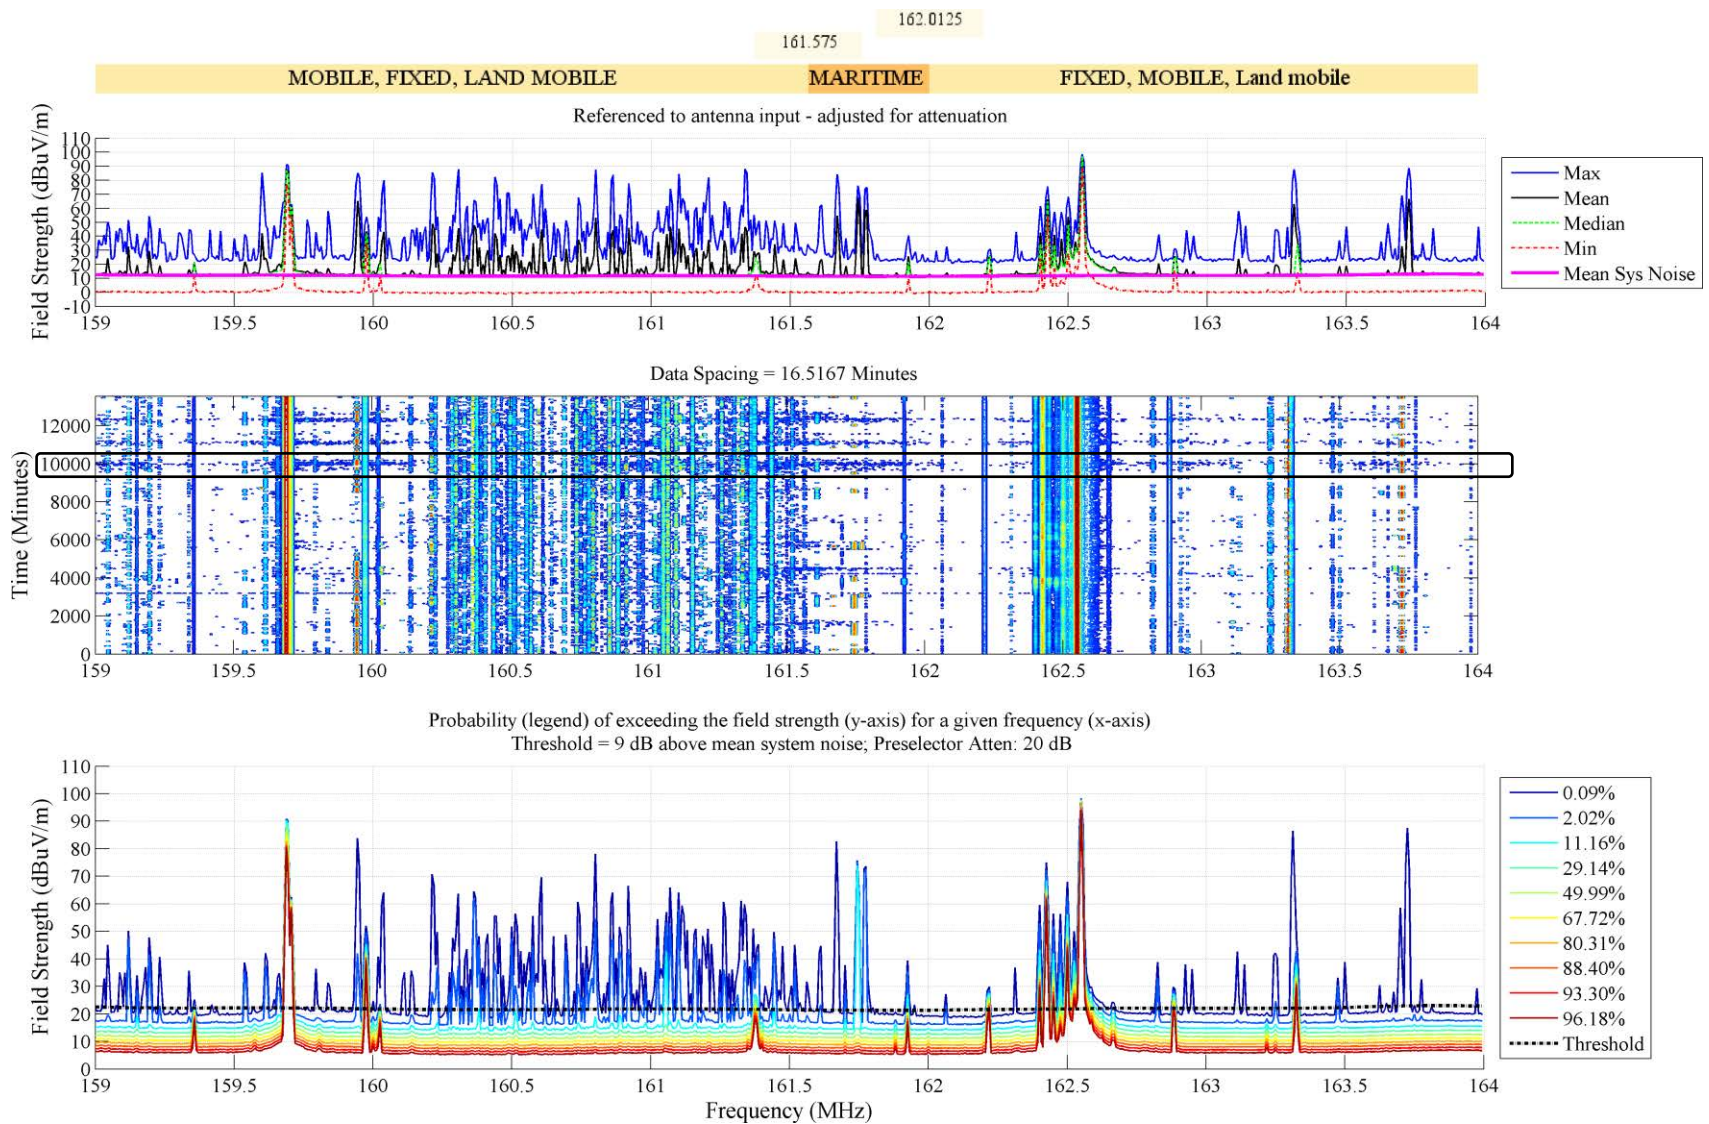 162.0125
161.575
MOBILE, FIXED, LAND MOBILE MARITIME FIXED, MOBILE, Land mobile
Referenced to antenna input - adjusted for attenuation
Field Strength (dBuV/m)
110
100
90
80
70
60
50
40
30
20
10
0
-10
159 159.5 160 160.5 161 161.5 162 162.5 163 163.5 164
Max
Mean
Median
Min
Mean Sys Noise
Data Spacing = 16.5167 Minutes
Time (Minutes)
12000
10000
8000
6000
4000
2000
0
159 159.5 160 160.5 161 161.5 162 162.5 163 163.5 164
Probability (legend) of exceeding the field strength (y-axis) for a given frequency (x-axis)
Threshold = 9 dB above mean system noise; Preselector Atten: 20 dB
Field Strength (dBuV/m)
110
100
90
80
70
60
50
40
30
20
10
0
159 159.5 160 160.5 161 161.5 162 162.5 163 163.5 164
Frequency (MHz)
0.09%
2.02%
11.16%
29.14%
49.99%
67.72%
80.31%
88.40%
93.30%
96.18%
Threshold